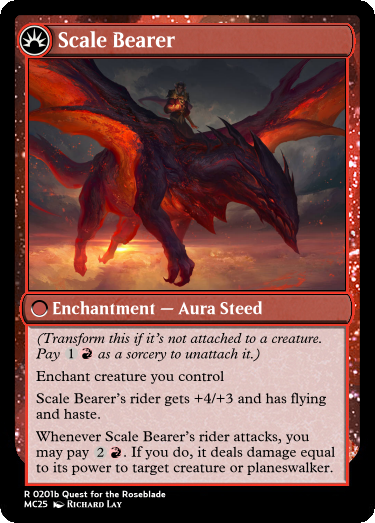 Scale Bearer
Enchantment — Aura Steed
(Transform this if it's not attached to a creature.
Pay 1 R as a sorcery to unattach it.)
Enchant creature you control
Scale Bearer's rider gets +4/+3 and has flying
and haste.
Whenever Scale Bearer's rider attacks, you
may pay 2 R. If you do, it deals damage equal
to its power to target creature or planeswalker.
R 0201b Quest for the Roseblade
MC25 Richard Lay